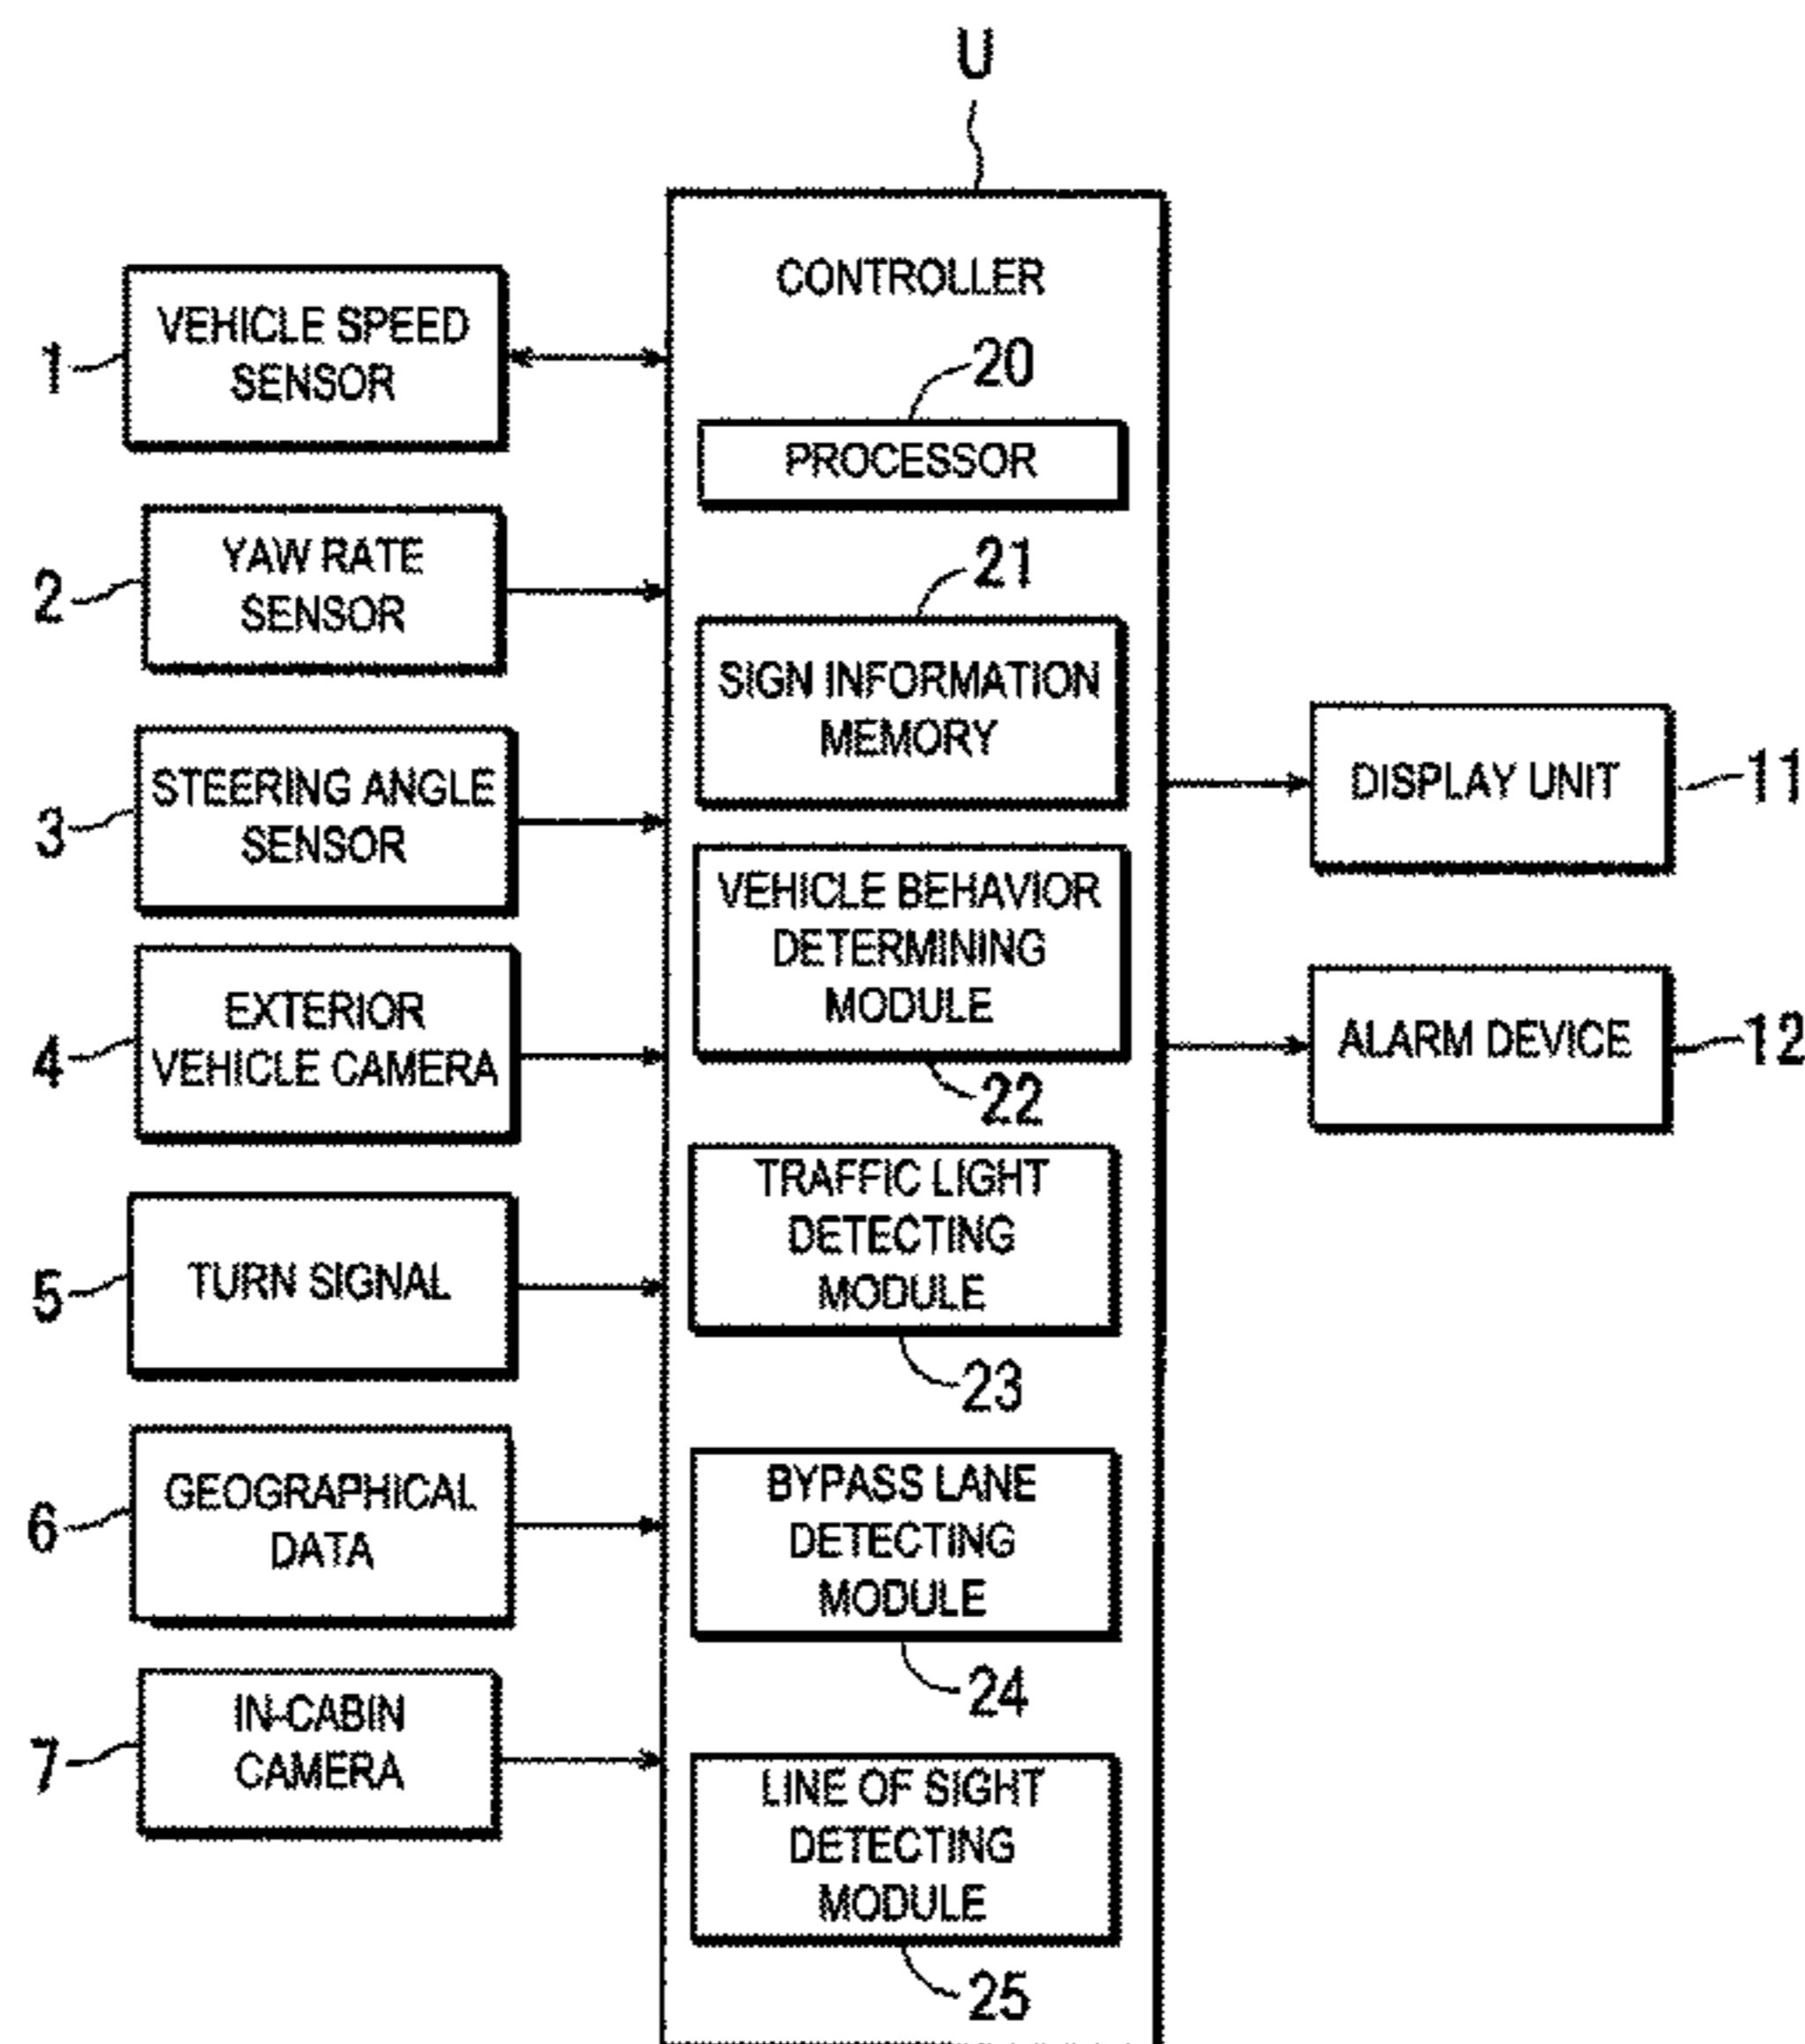 U
CONTROLLER
1
VEHICLE SPEED
SENSOR
20
PROCESSOR
2
YAW RATE
SENSOR
21
SIGN INFORMATION
MEMORY
3
STEERING ANGLE
SENSOR
DISPLAY UNIT
11
VEHICLE BEHAVIOR
DETERMINING
MODULE
22
4
EXTERIOR
VEHICLE CAMERA
ALARM DEVICE
12
TRAFFIC LIGHT
DETECTING
MODULE
23
5
TURN SIGNAL
6
GEOGRAPHICAL
DATA
BYPASS LANE
DETECTING
MODULE
24
7
IN-CABIN
CAMERA
LINE OF SIGHT
DETECTING
MODULE
25